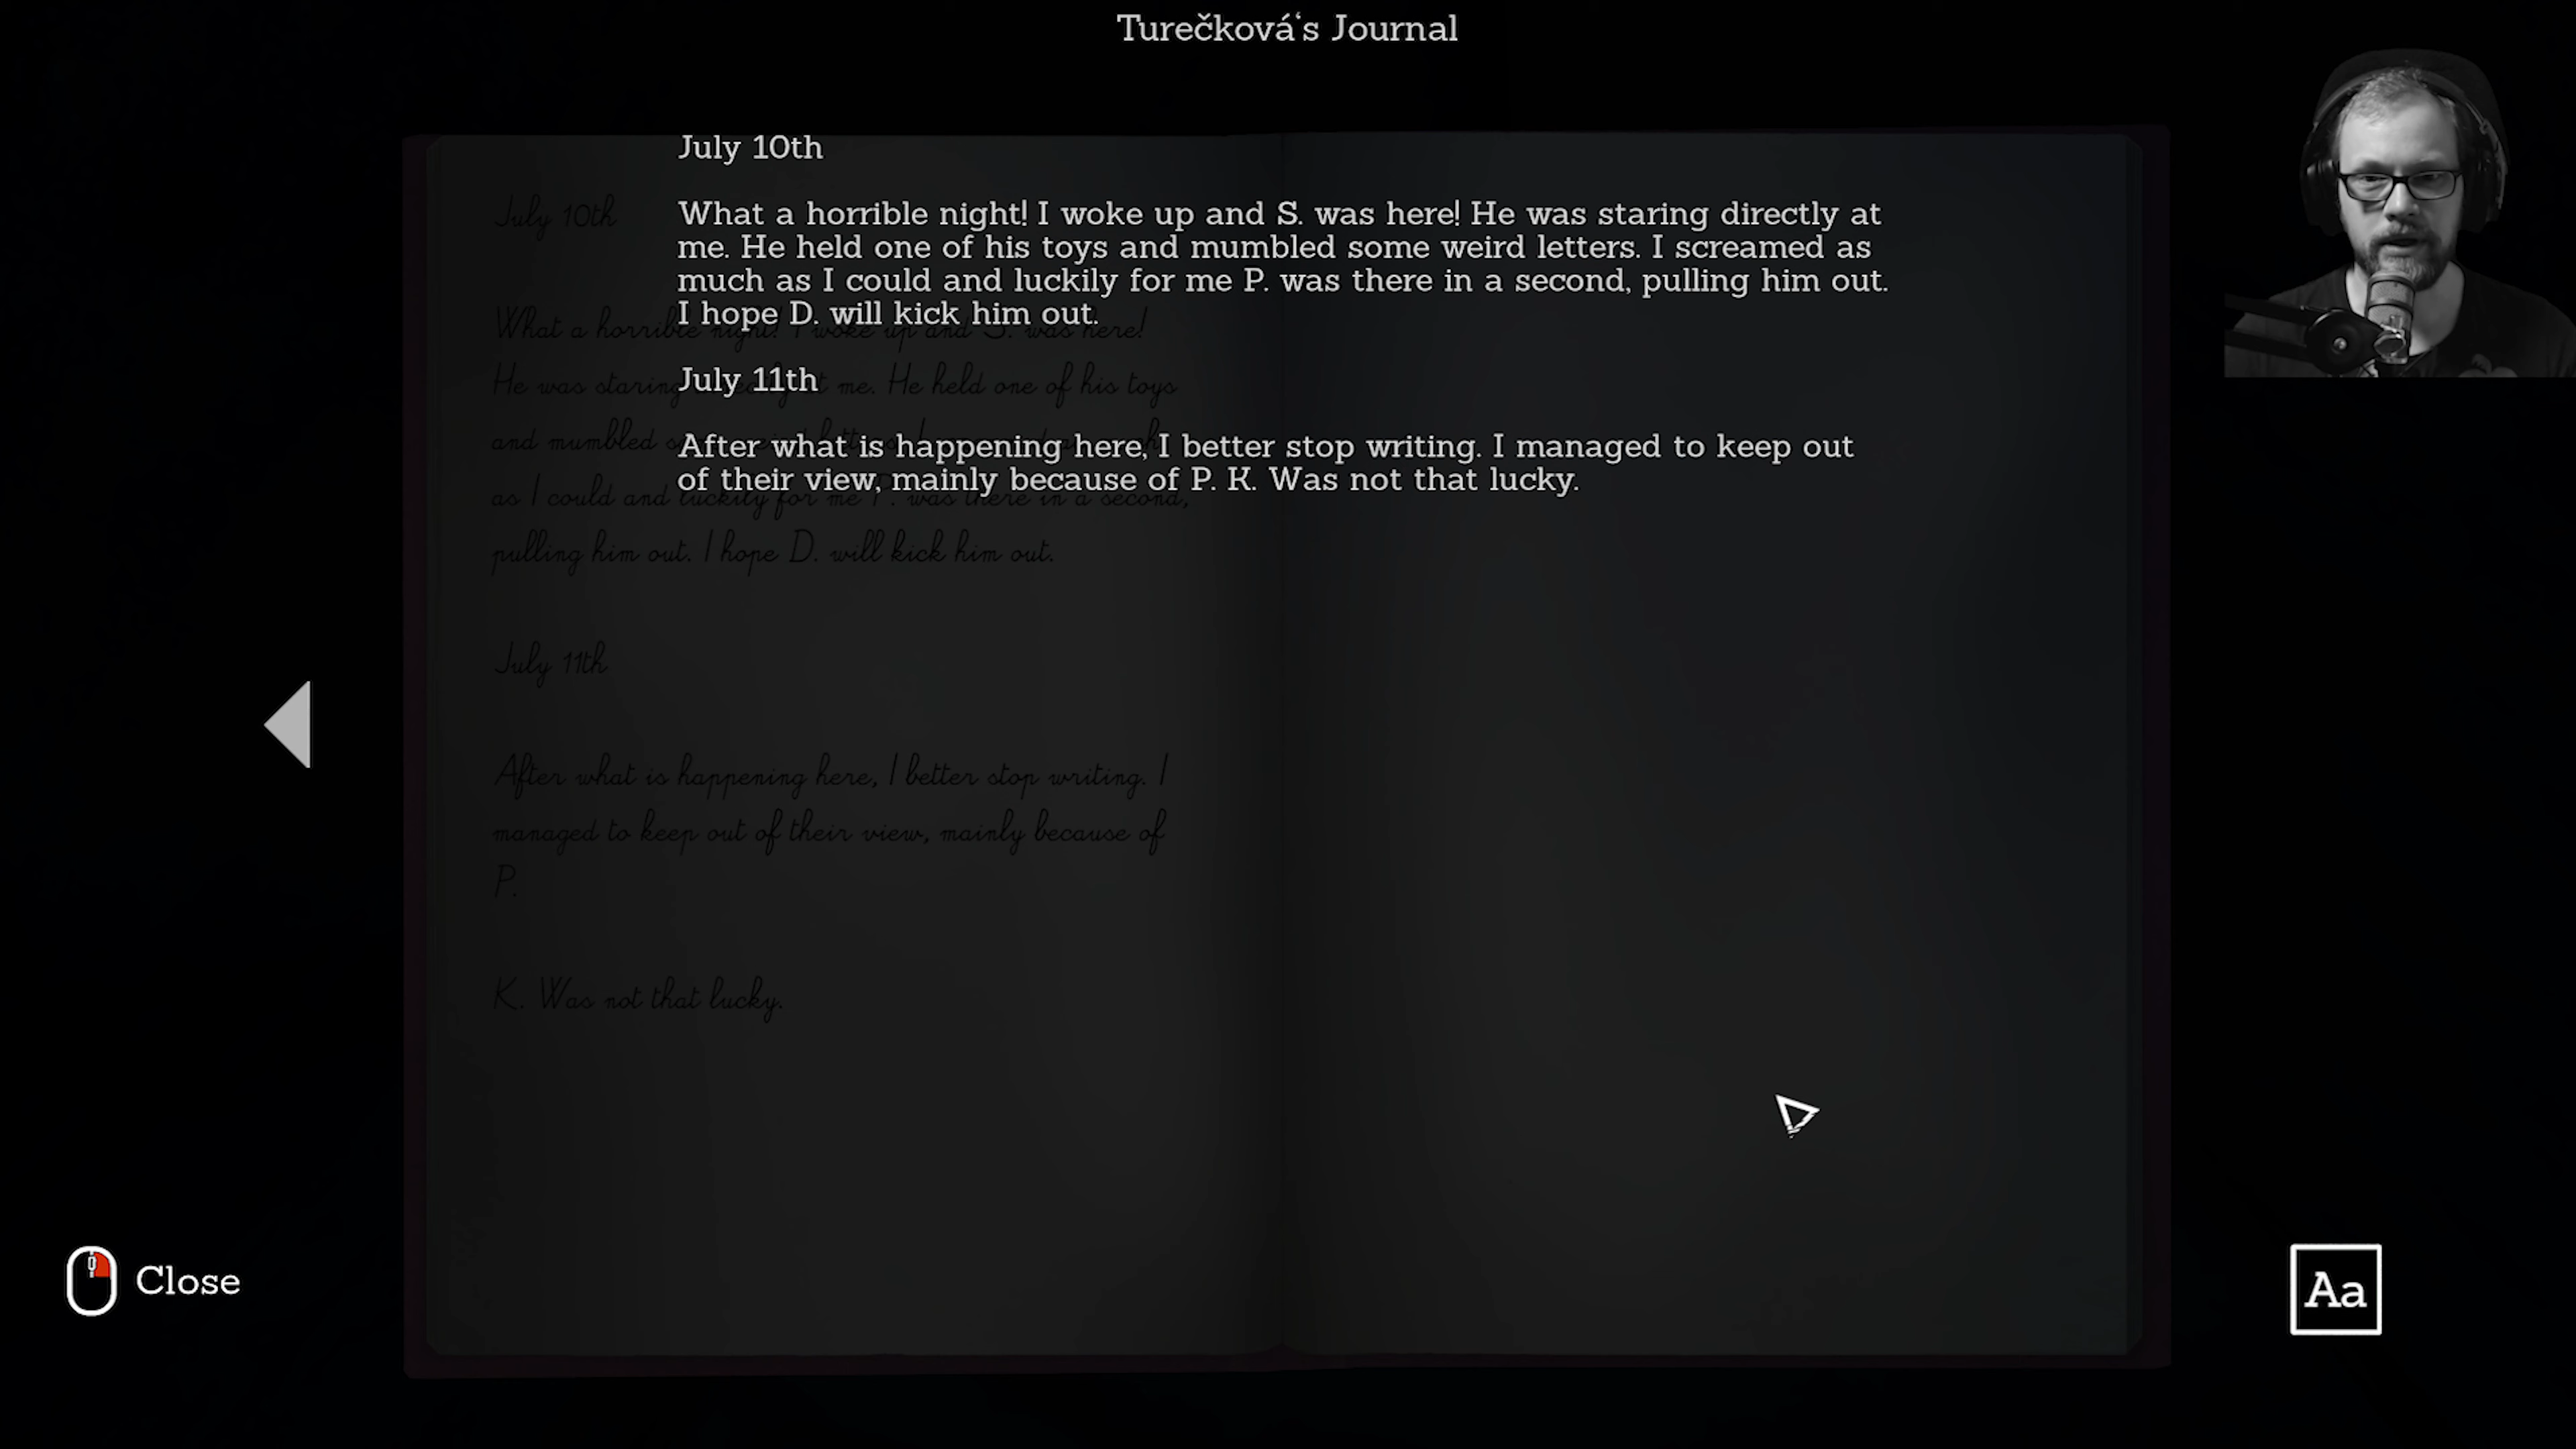 Turečková‘s Journal
July 10th
What a horrible night! I woke up and S. was here! He was staring directly at
me. He held one of his toys and mumbled some weird letters. I screamed as
much as I could and luckily for me P. was there in a second, pulling him out.
I hope D. will kick him out.
July 11th
After what is happening here, I better stop writing. I managed to keep out
of their view, mainly because of P. K. Was not that lucky.
July 10th
What a horrible night! I woke up and S. was here!
He was staring me. He held one of his toys
and mumbled
as I could and luckily for me P. was there in a second,
pulling him out. I hope D. will kick him out.
July 11th
After what is happening here, I better stop writing. I
managed to keep out of their view, mainly because of
P.
K. Was not that lucky.
Close
Aa